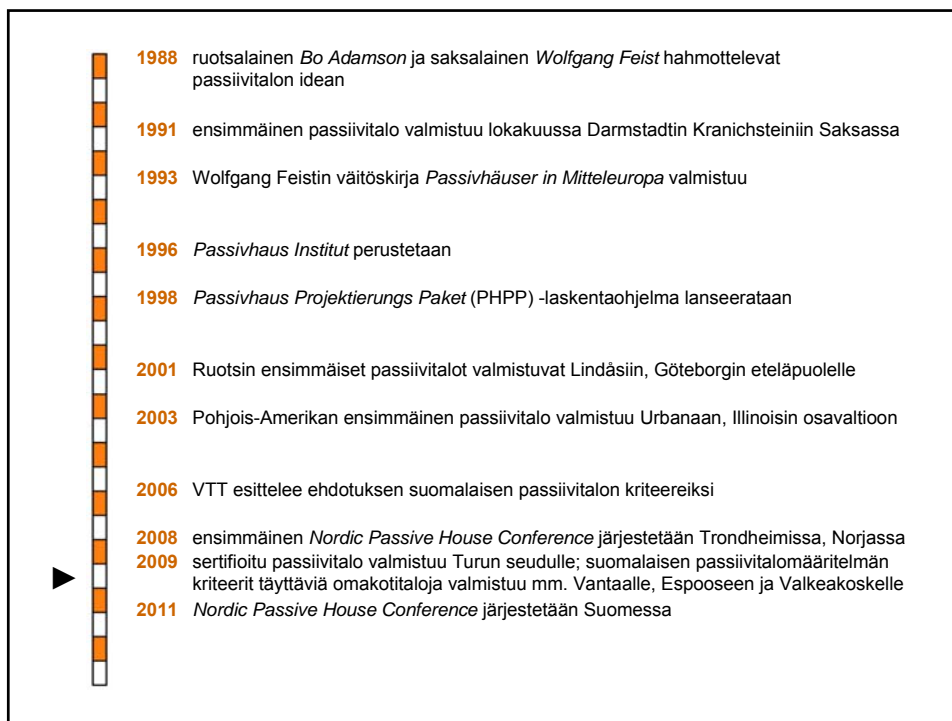 1988 ruotsalainen Bo Adamson ja saksalainen Wolfgang Feist hahmottelevat
passiivitalon idean
1991 ensimmäinen passiivitalo valmistuu lokakuussa Darmstadtin Kranichsteiniin Saksassa
1993 Wolfgang Feistin väitöskirja Passivhäuser in Mitteleuropa valmistuu
1996 Passivhaus Institut perustetaan
1998 Passivhaus Projektierungs Paket (PHPP) -laskentaohjelma lanseerataan
2001 Ruotsin ensimmäiset passiivitalot valmistuvat Lindåsiin, Göteborgin eteläpuolelle
2003 Pohjois-Amerikan ensimmäinen passiivitalo valmistuu Urbanaan, Illinoisin osavaltioon
2006 VTT esittelee ehdotuksen suomalaisen passiivitalon kriteereiksi
2008 ensimmäinen Nordic Passive House Conference järjestetään Trondheimissa, Norjassa
2009 sertifioitu passiivitalo valmistuu Turun seudulle; suomalaisen passiivitalomääritelmän
kriteerit täyttäviä omakotitaloja valmistuu mm. Vantaalle, Espooseen ja Valkeakoskelle
2011 Nordic Passive House Conference järjestetään Suomessa